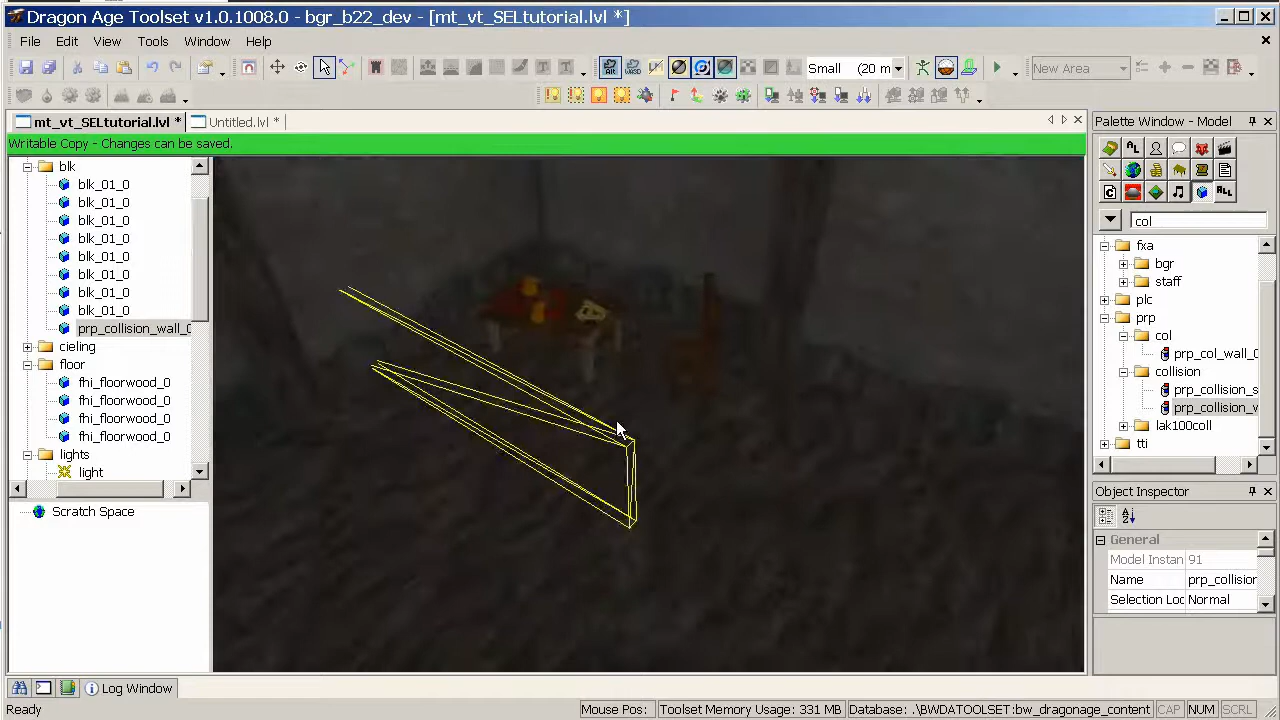 Dragon Age Toolset v1.0.1008.0 - bgr_b22_dev - [mt_vt_SELtutorial.lvl *]
File Edit View Tools Window Help
Alt WASD Small (20 m New Area
mt_vt_SELtutorial.lvl * Untitled.lvl *
Writable Copy - Changes can be saved.
blk
blk_01_0
blk_01_0
blk_01_0
blk_01_0
blk_01_0
blk_01_0
blk_01_0
blk_01_0
prp_collision_wall_0
cieling
floor
fhi_floorwood_0
fhi_floorwood_0
fhi_floorwood_0
fhi_floorwood_0
lights
light
Scratch Space
Palette Window - Model
col
fxa
bgr
staff
plc
prp
col
prp_col_wall_0
collision
prp_collision_s
prp_collision_w
lak100coll
tti
Object Inspector
General
Model Instan 91
Name prp_collision
Selection Loc Normal
Log Window
Ready Mouse Pos: Toolset Memory Usage: 331 MB Database: .\BWDATOOLSET:bw_dragonage_content CAP NUM SCRL